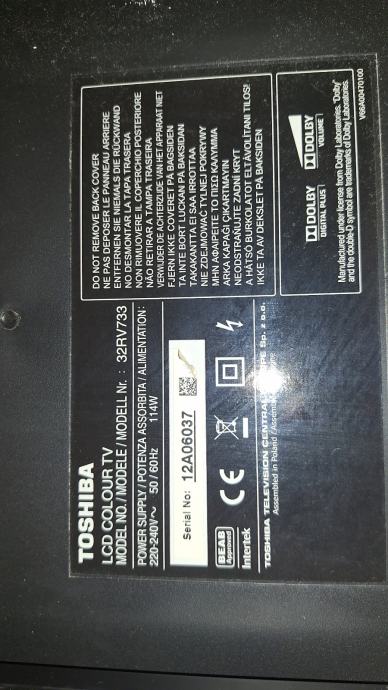 TOSHIBA
LCD COLOUR TV
MODEL NO. / MODELE / MODELL Nr. : 32RV733
POWER SUPPLY / POTENZA ASSORBITA / ALIMENTATION:
220-240V~ 50 / 60Hz 114W
Serial No: 12A06037
BEAB
Approved
Intertek
CE
TOSHIBA TELEVISION CENTRAL Sp. z o.o.
Assembled in Poland /
DO NOT REMOVE BACK COVER
NE PAS DEPOSER LE PANNEAU ARRIERE
ENTFERNEN SIE NIEMALS DIE RÜCKWAND
NO DESMONTAR LA TAPA TRASERA
NON RIMUOVERE IL COPERCHIO POSTERIORE
NÃO RETIRAR A TAMPA TRASEIRA
VERWIJDER DE ACHTERZIJDE VAN HET APPARAAT NIET
FJERN IKKE COVERET PÅ BAGSIDEN
TA INTE BORT LUCKAN PÅ BAKSIDAN
TAKAKANTTA EI SAA IRROTTAA
NIE ZDEJMOWAĆ TYLNEJ POKRYWY
ΜΗΝ ΑΦΑΙΡΕΙΤΕ ΤΟ ΠΙΣΩ ΚΑΛΥΜΜΑ
ARKA KAPAGI ÇIKARTMAYIN
NEODSTRAŇUJTE ZADNÍ KRYT
A HÁTSÓ BURKOLATOT ELTÁVOLÍTANI TILOS!
IKKE TA AV DEKSLET PÅ BAKSIDEN
DOLBY
DIGITAL PLUS
DOLBY
VOLUME
Manufactured under license from Dolby Laboratories. "Dolby"
and the double-D symbol are trademarks of Dolby Laboratories.
V66A00470100